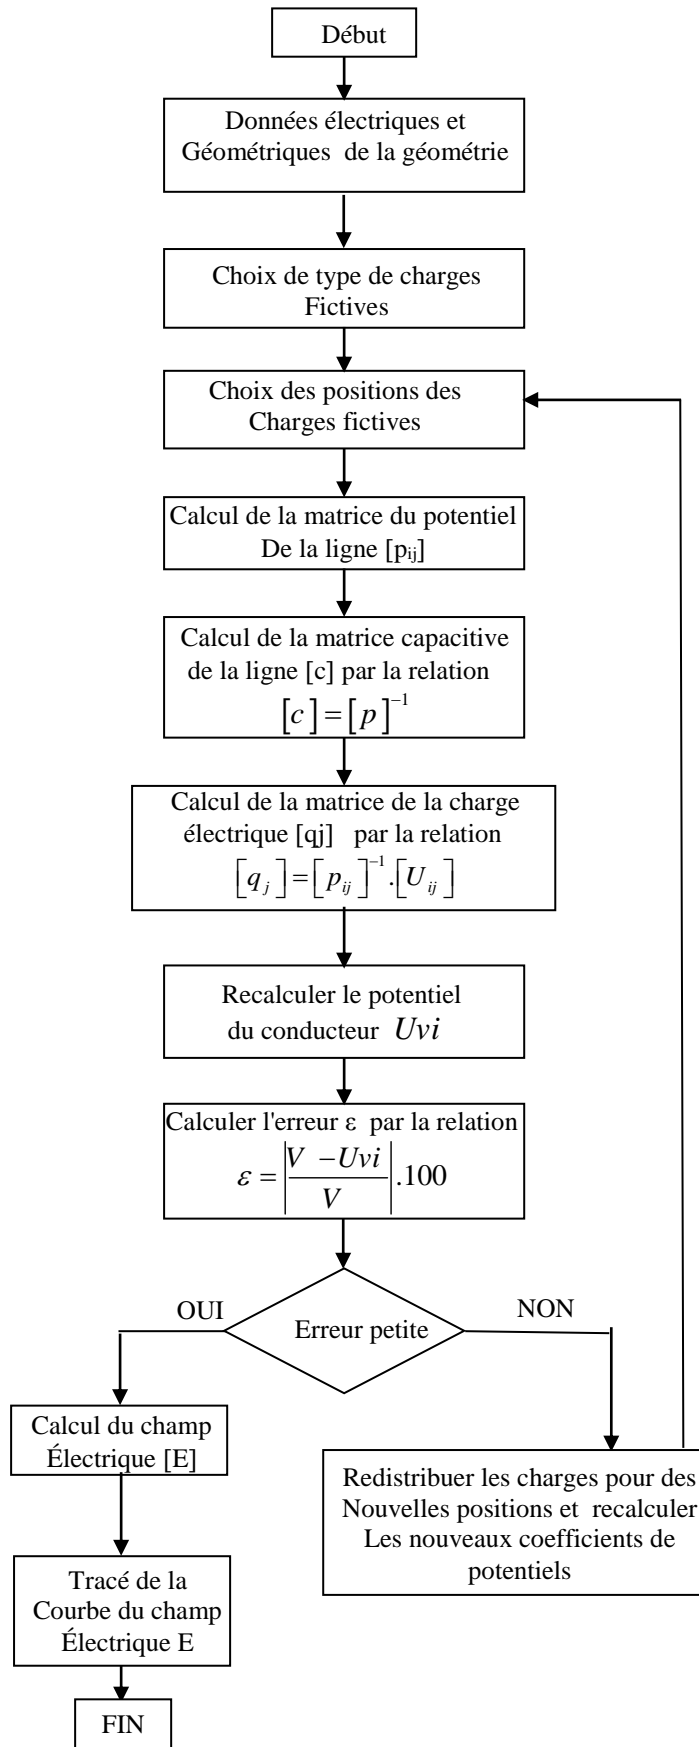 Début
Données électriques et
Géométriques de la géométrie
Choix de type de charges
Fictives
Choix des positions des
Charges fictives
Calcul de la matrice du potentiel
De la ligne [pij]
Calcul de la matrice capacitive
de la ligne [c] par la relation
[c]=[p]⁻¹
Calcul de la matrice de la charge
électrique [qj] par la relation
[q_j]=[p_ij]⁻¹.[U_ij]
Recalculer le potentiel
du conducteur Uvi
Calculer l'erreur ε par la relation
ε = |V − Uvi / V|.100
OUI
NON
Erreur petite
Calcul du champ
Électrique [E]
Redistribuer les charges pour des
Nouvelles positions et recalculer
Les nouveaux coefficients de
potentiels
Tracé de la
Courbe du champ
Électrique E
FIN